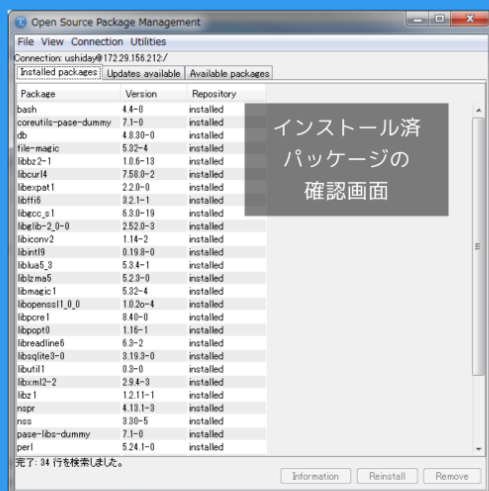 Open Source Package Management
File View Connection Utilities
Connection: ushiday@172.29.156.212:/
Installed packages Updates available Available packages
Package Version Repository
bash 4.4-0 installed
coreutils-pase-dummy 7.1-0 installed
db 4.8.30-0 installed
file-magic 5.32-4 installed
libbz2-1 1.0.6-13 installed
libcurl4 7.58.0-2 installed
libexpat1 2.2.0-0 installed
libffi6 3.2.1-1 installed
libgcc_s1 6.3.0-19 installed
libglib-2_0-0 2.52.0-3 installed
libiconv2 1.14-2 installed
libintl9 0.19.8-0 installed
liblua5_3 5.3.4-1 installed
liblzma5 5.2.3-0 installed
libmagic1 5.32-4 installed
libopenssl1_0_0 1.0.2o-4 installed
libpcre1 8.40-0 installed
libpopt0 1.16-1 installed
libreadline6 6.3-2 installed
libsqlite3-0 3.19.3-0 installed
libutil1 0.3-0 installed
libxml2-2 2.9.4-3 installed
libz1 1.2.11-1 installed
nspr 4.13.1-3 installed
nss 3.30-5 installed
pase-libs-dummy 7.1-0 installed
perl 5.24.1-0 installed
インストール済
パッケージの
確認画面
完了: 34 行を検索しました。
Information Reinstall Remove